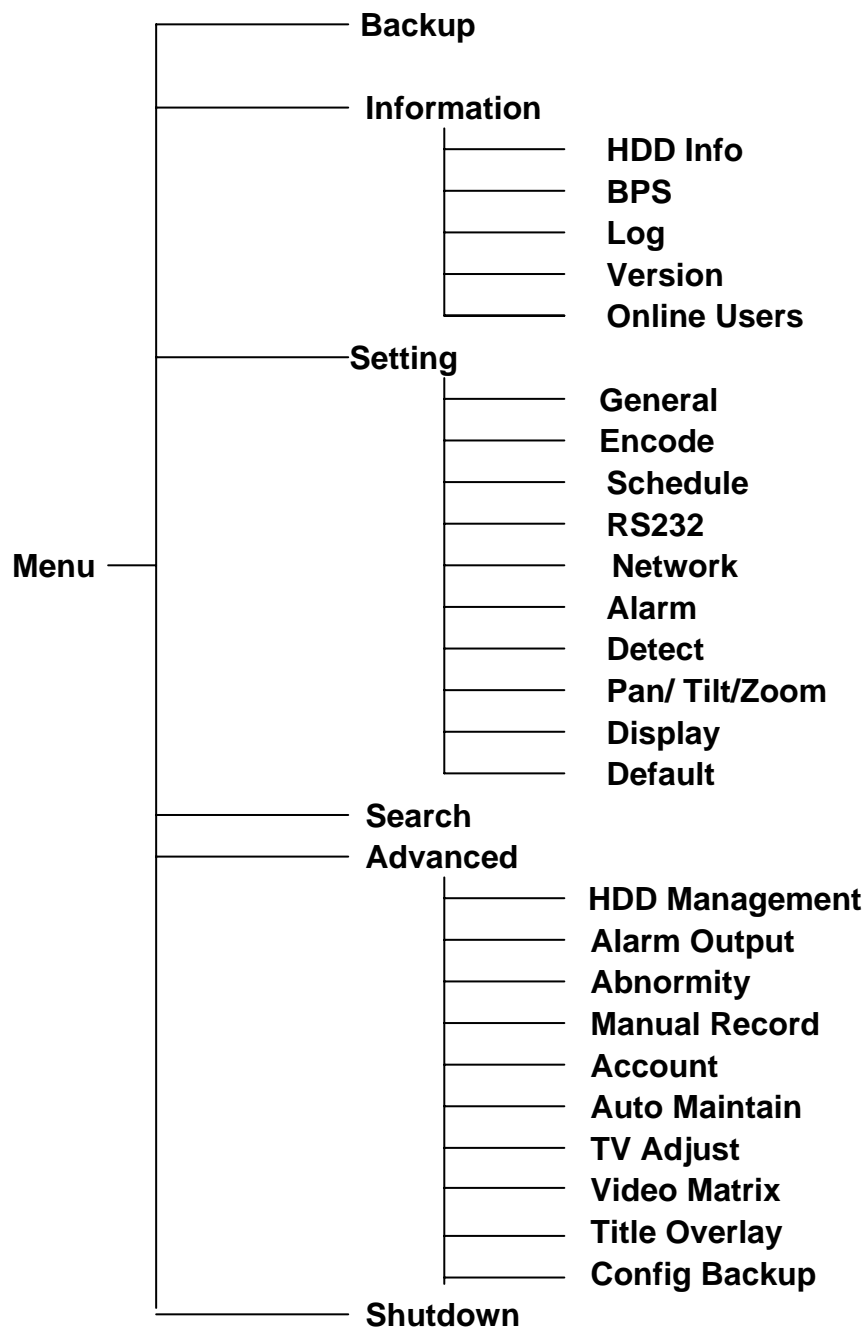 Backup
Information
HDD Info
BPS
Log
Version
Online Users
Setting
General
Encode
Schedule
RS232
Menu
Network
Alarm
Detect
Pan/ Tilt/Zoom
Display
Default
Search
Advanced
HDD Management
Alarm Output
Abnormity
Manual Record
Account
Auto Maintain
TV Adjust
Video Matrix
Title Overlay
Config Backup
Shutdown